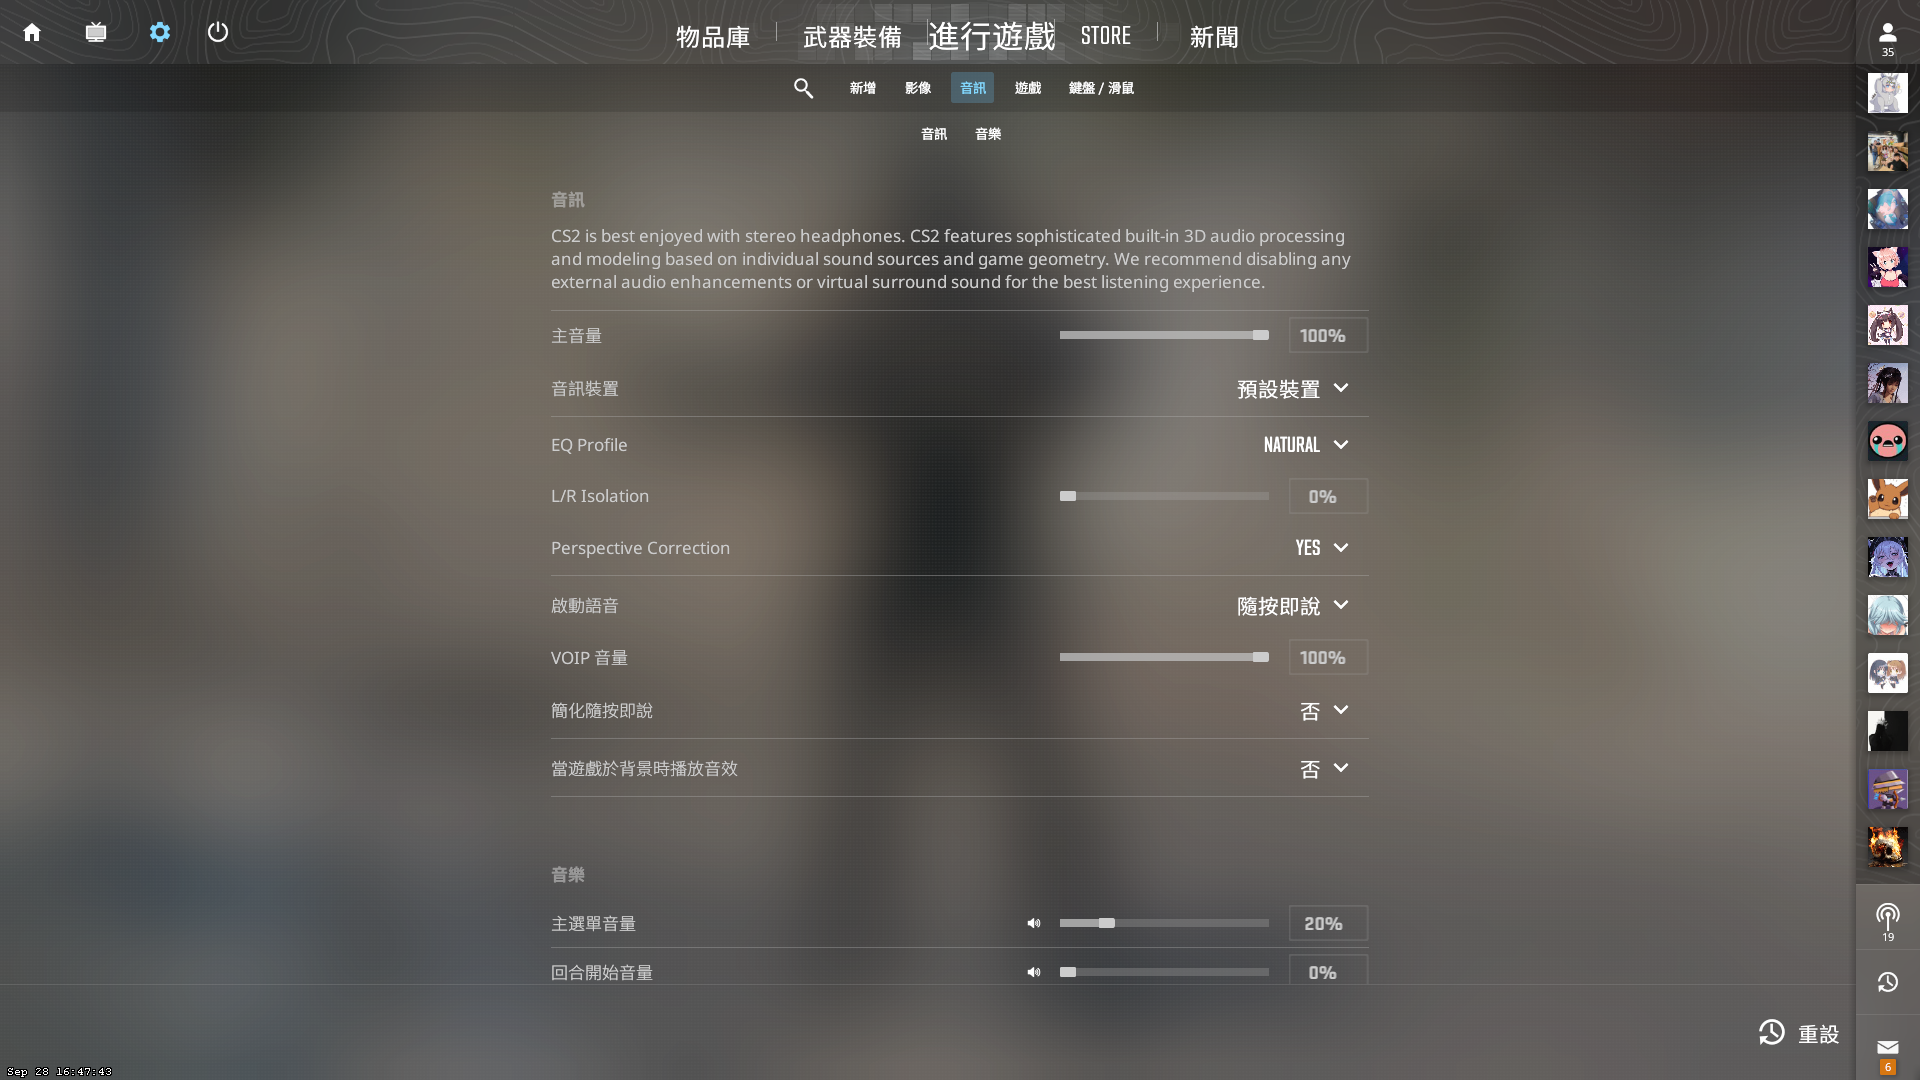 物品庫
武器裝備
進行遊戲
STORE
新聞
35
新增 影像 音訊 遊戲 鍵盤 / 滑鼠
音訊 音樂
音訊
CS2 is best enjoyed with stereo headphones. CS2 features sophisticated built-in 3D audio processing
and modeling based on individual sound sources and game geometry. We recommend disabling any
external audio enhancements or virtual surround sound for the best listening experience.
主音量 100%
音訊裝置 預設裝置
EQ Profile NATURAL
L/R Isolation 0%
Perspective Correction YES
啟動語音 隨按即說
VOIP 音量 100%
簡化隨按即說 否
當遊戲於背景時播放音效 否
音樂
主選單音量 20%
回合開始音量 0%
19
重設
6
Sep 28 16:47:43